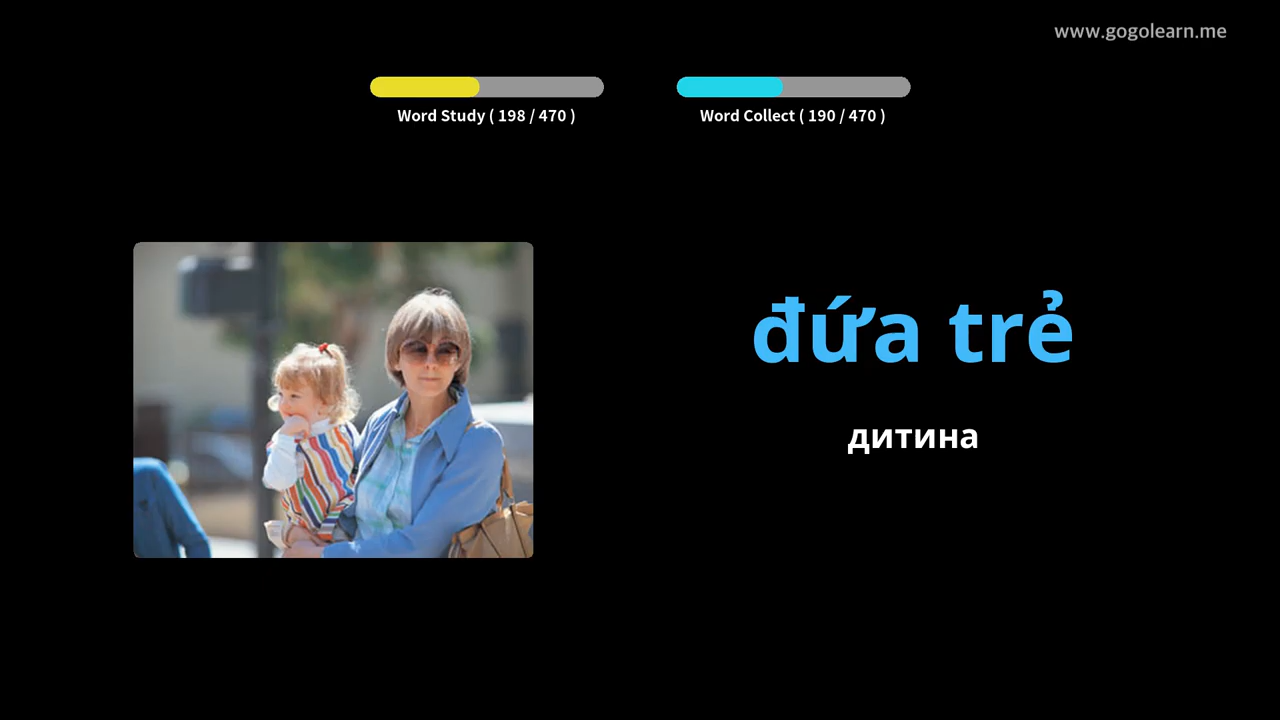 www.gogolearn.me
Word Study ( 198 / 470 )
Word Collect ( 190 / 470 )
đứa trẻ
дитина